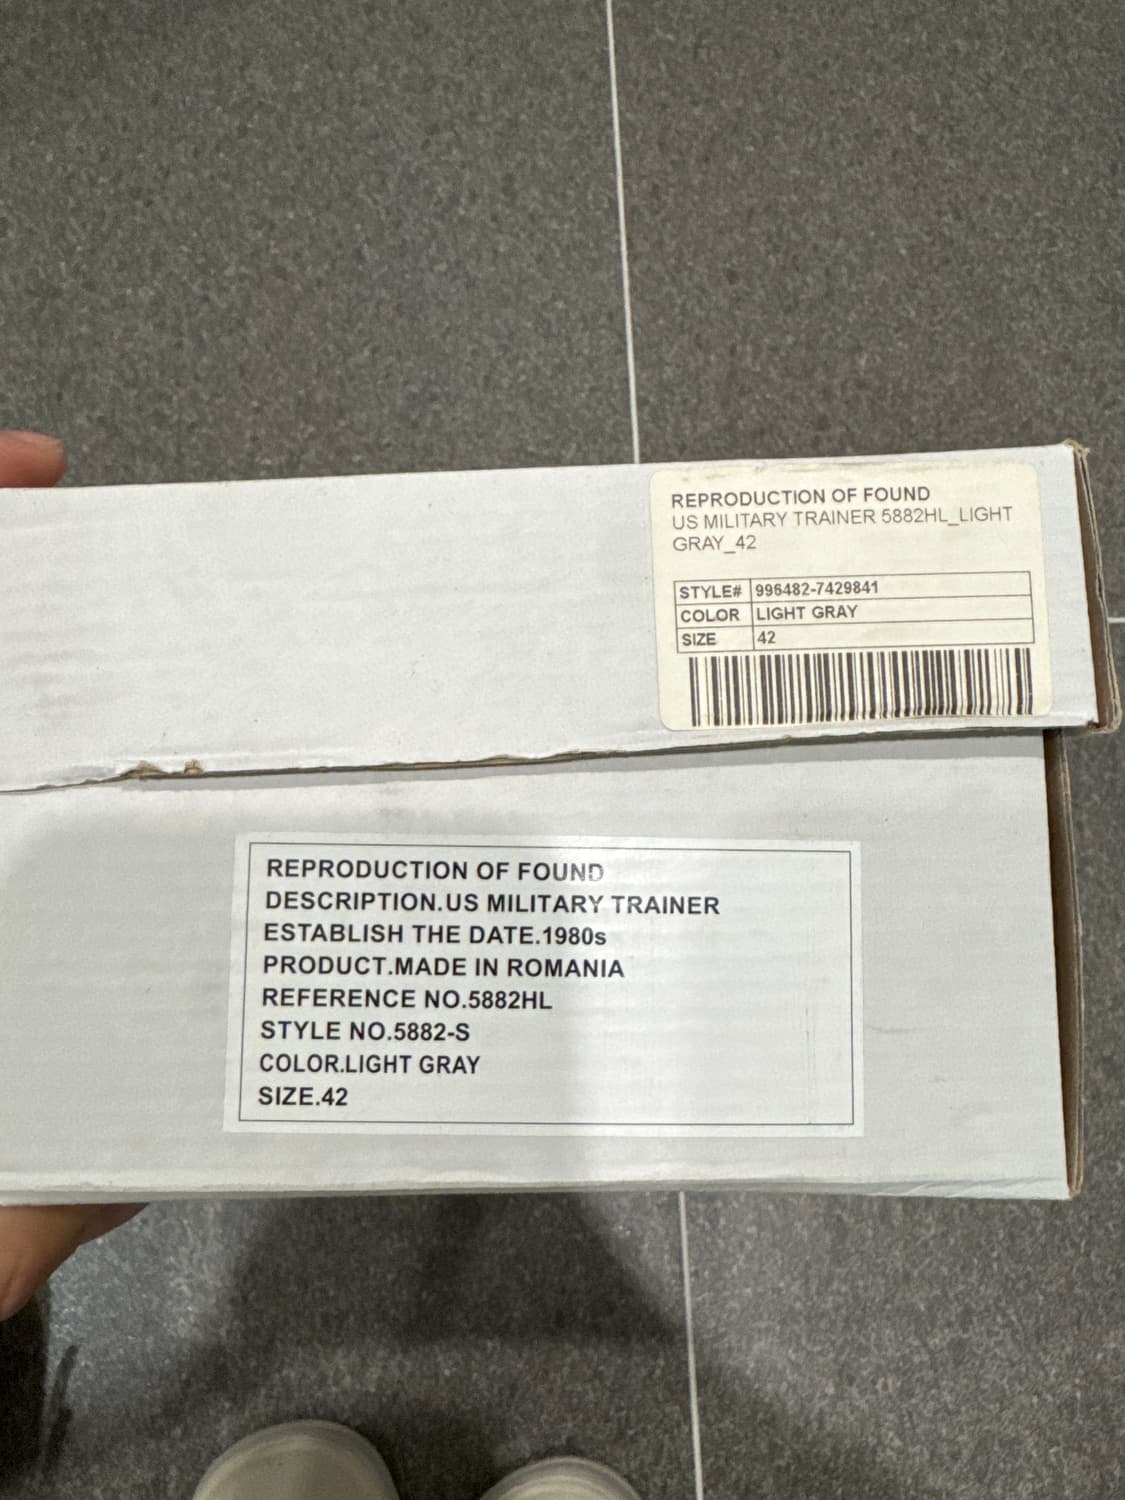 REPRODUCTION OF FOUND
US MILITARY TRAINER 5882HL_LIGHT
GRAY_42
STYLE# 996482-7429841
COLOR LIGHT GRAY
SIZE 42
REPRODUCTION OF FOUND
DESCRIPTION.US MILITARY TRAINER
ESTABLISH THE DATE.1980s
PRODUCT.MADE IN ROMANIA
REFERENCE NO.5882HL
STYLE NO.5882-S
COLOR.LIGHT GRAY
SIZE.42